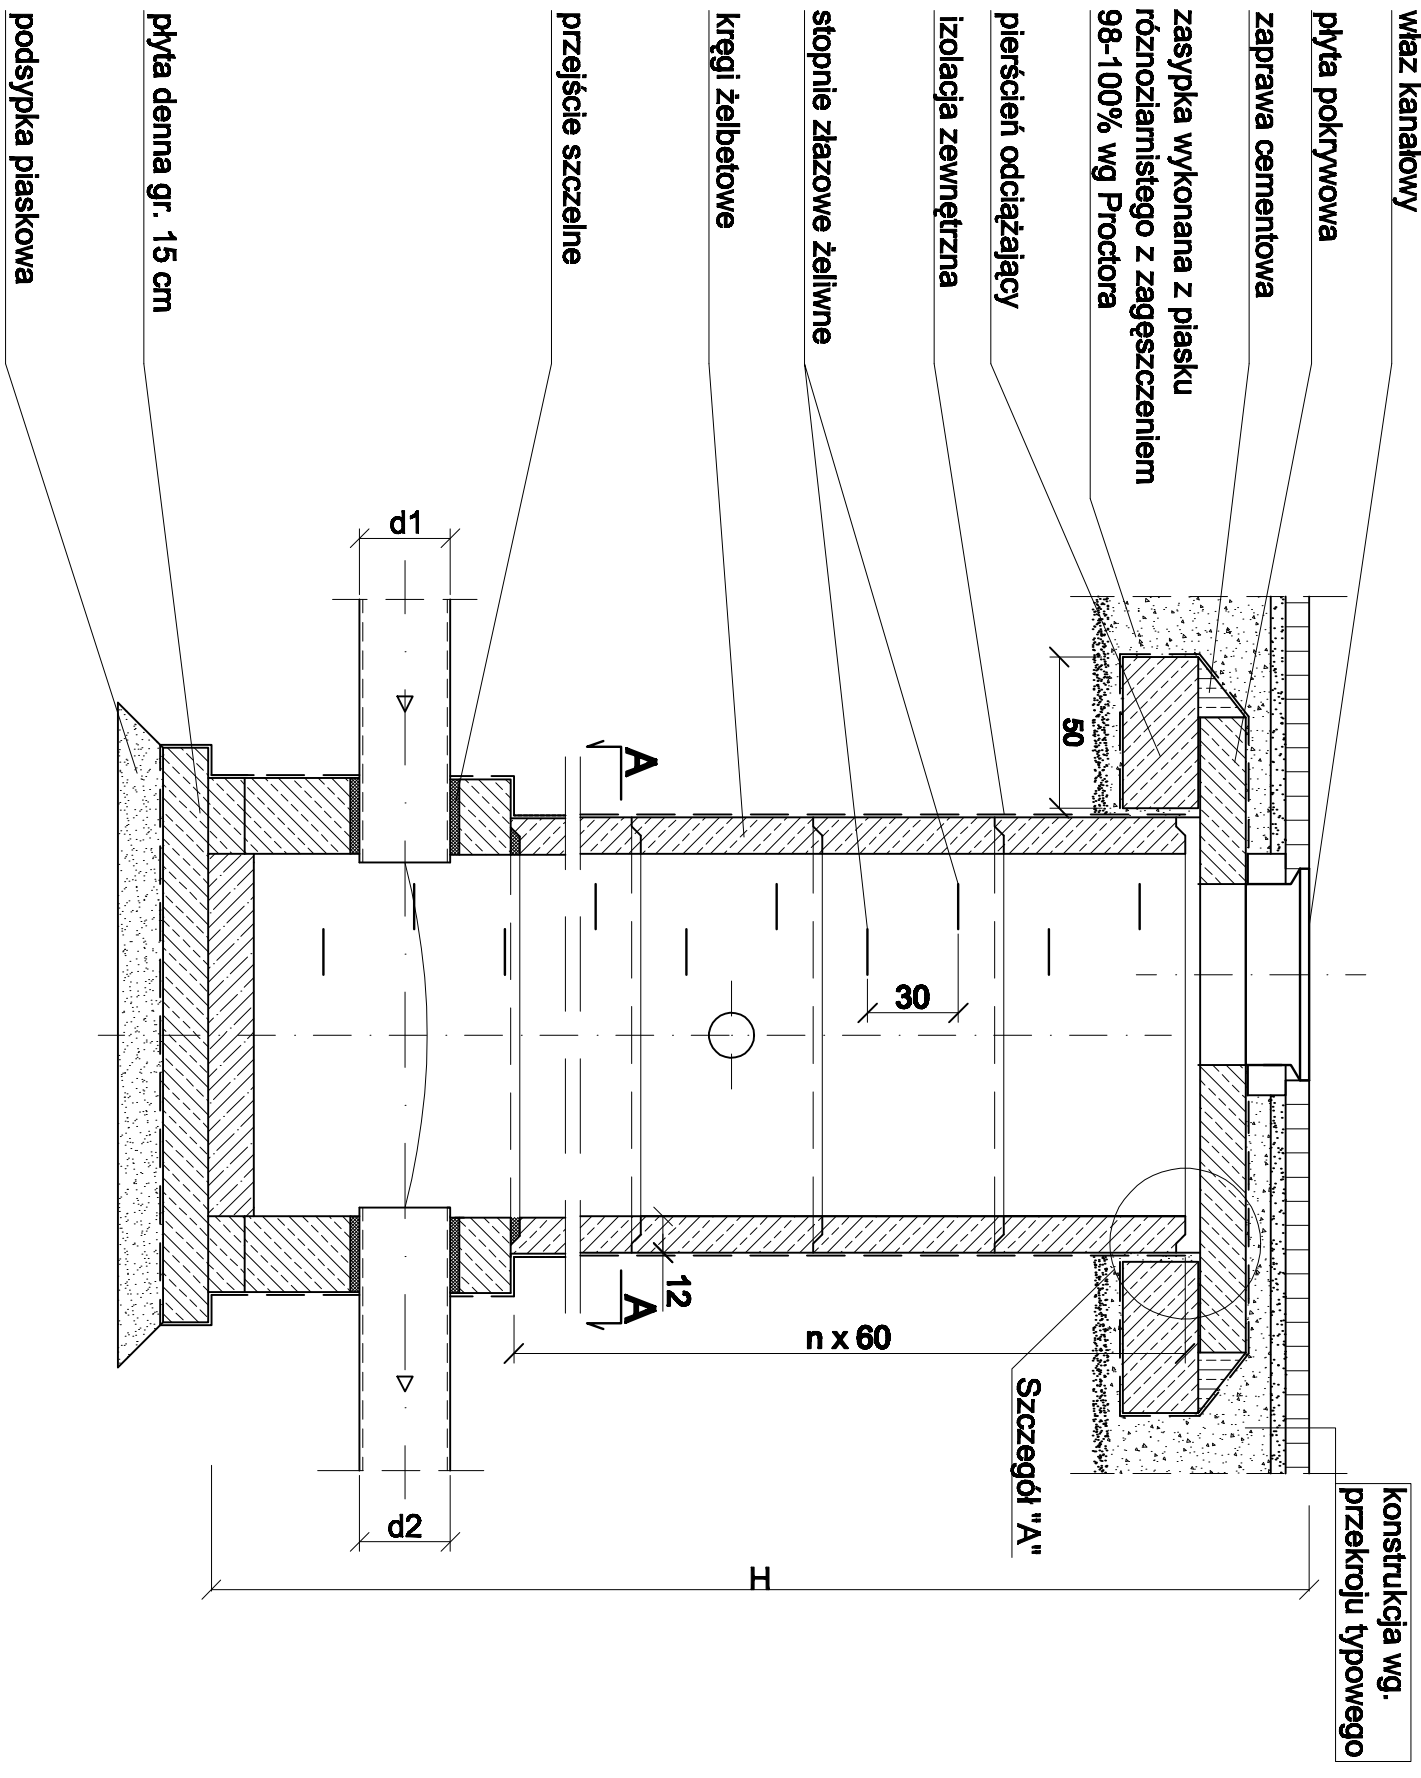 właz kanałowy
płyta pokrywowa
zaprawa cementowa
zasypka wykonana z piasku
róznoziarnistego z zagęszczeniem
98-100% wg Proctora
pierścień odciążający
izolacja zewnętrzna
stopnie złazowe żeliwne
kręgi żelbetowe
przejście szczelne
płyta denna gr. 15 cm
podsypka piaskowa
konstrukcja wg.
przekroju typowego
50
30
12
n x 60
Szczegół "A"
A
A
d1
d2
H